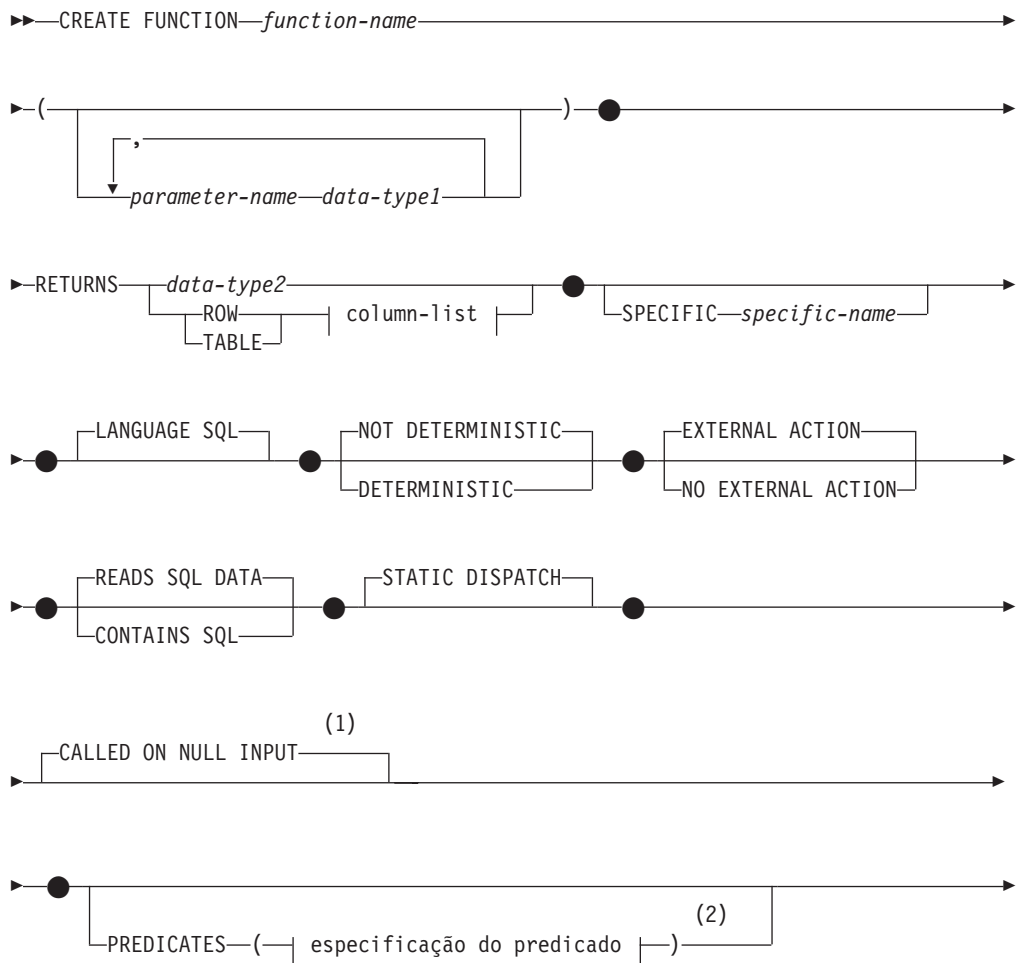 CREATE FUNCTION function-name
( )
,
parameter-name data-type1
RETURNS data-type2 SPECIFIC specific-name
ROW column-list
TABLE
LANGUAGE SQL NOT DETERMINISTIC EXTERNAL ACTION
DETERMINISTIC NO EXTERNAL ACTION
READS SQL DATA STATIC DISPATCH
CONTAINS SQL
(1)
CALLED ON NULL INPUT
(2)
PREDICATES ( especificação do predicado )